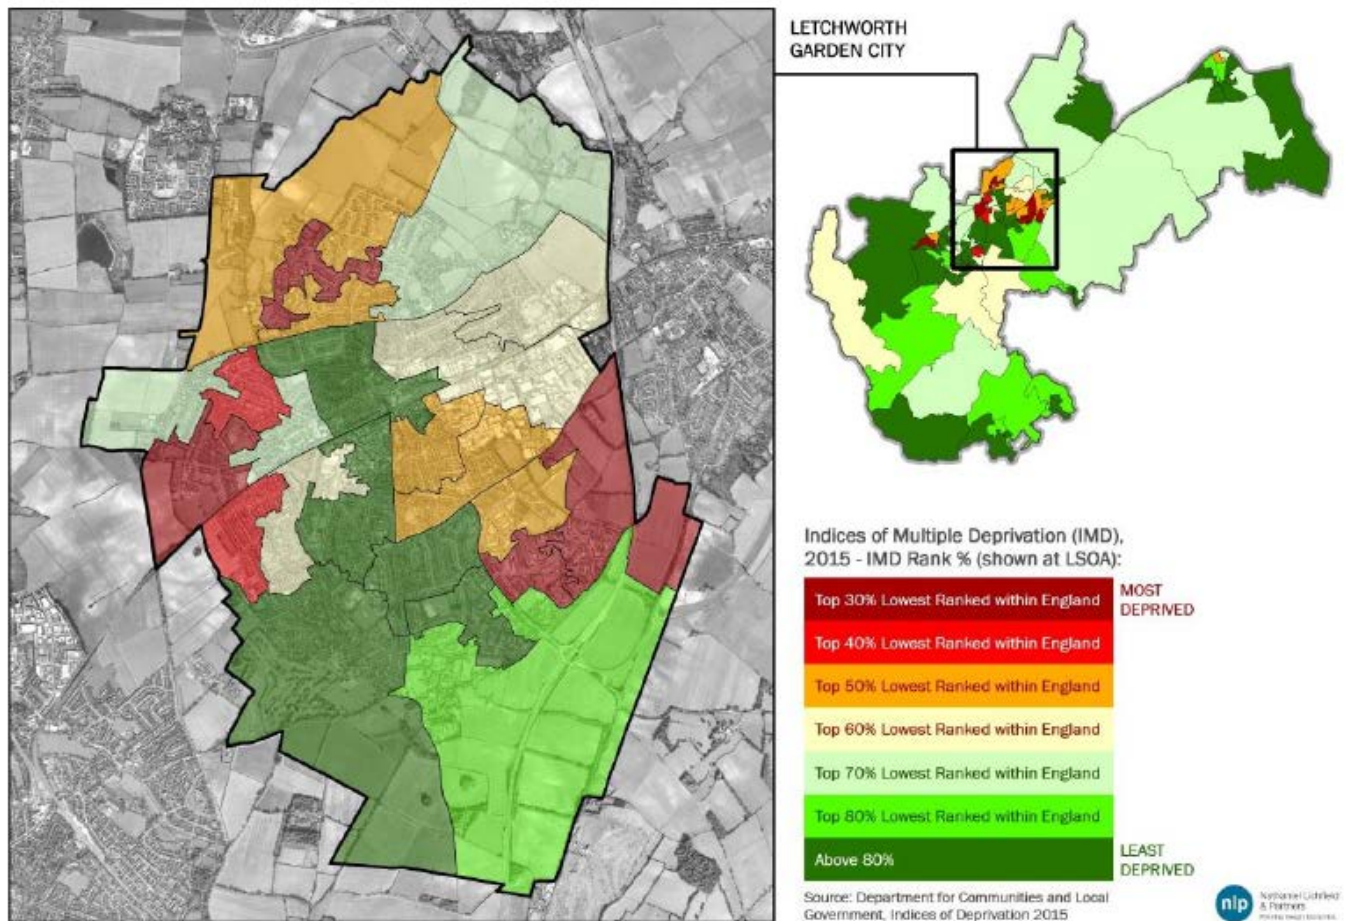 LETCHWORTH
GARDEN CITY
Indices of Multiple Deprivation (IMD),
2015 - IMD Rank % (shown at LSOA):
Top 30% Lowest Ranked within England
MOST
DEPRIVED
Top 40% Lowest Ranked within England
Top 50% Lowest Ranked within England
Top 60% Lowest Ranked within England
Top 70% Lowest Ranked within England
Top 80% Lowest Ranked within England
Above 80%
LEAST
DEPRIVED
Source: Department for Communities and Local
Government, Indices of Deprivation 2015
nlp
Nathaniel Lichfield
& Partners